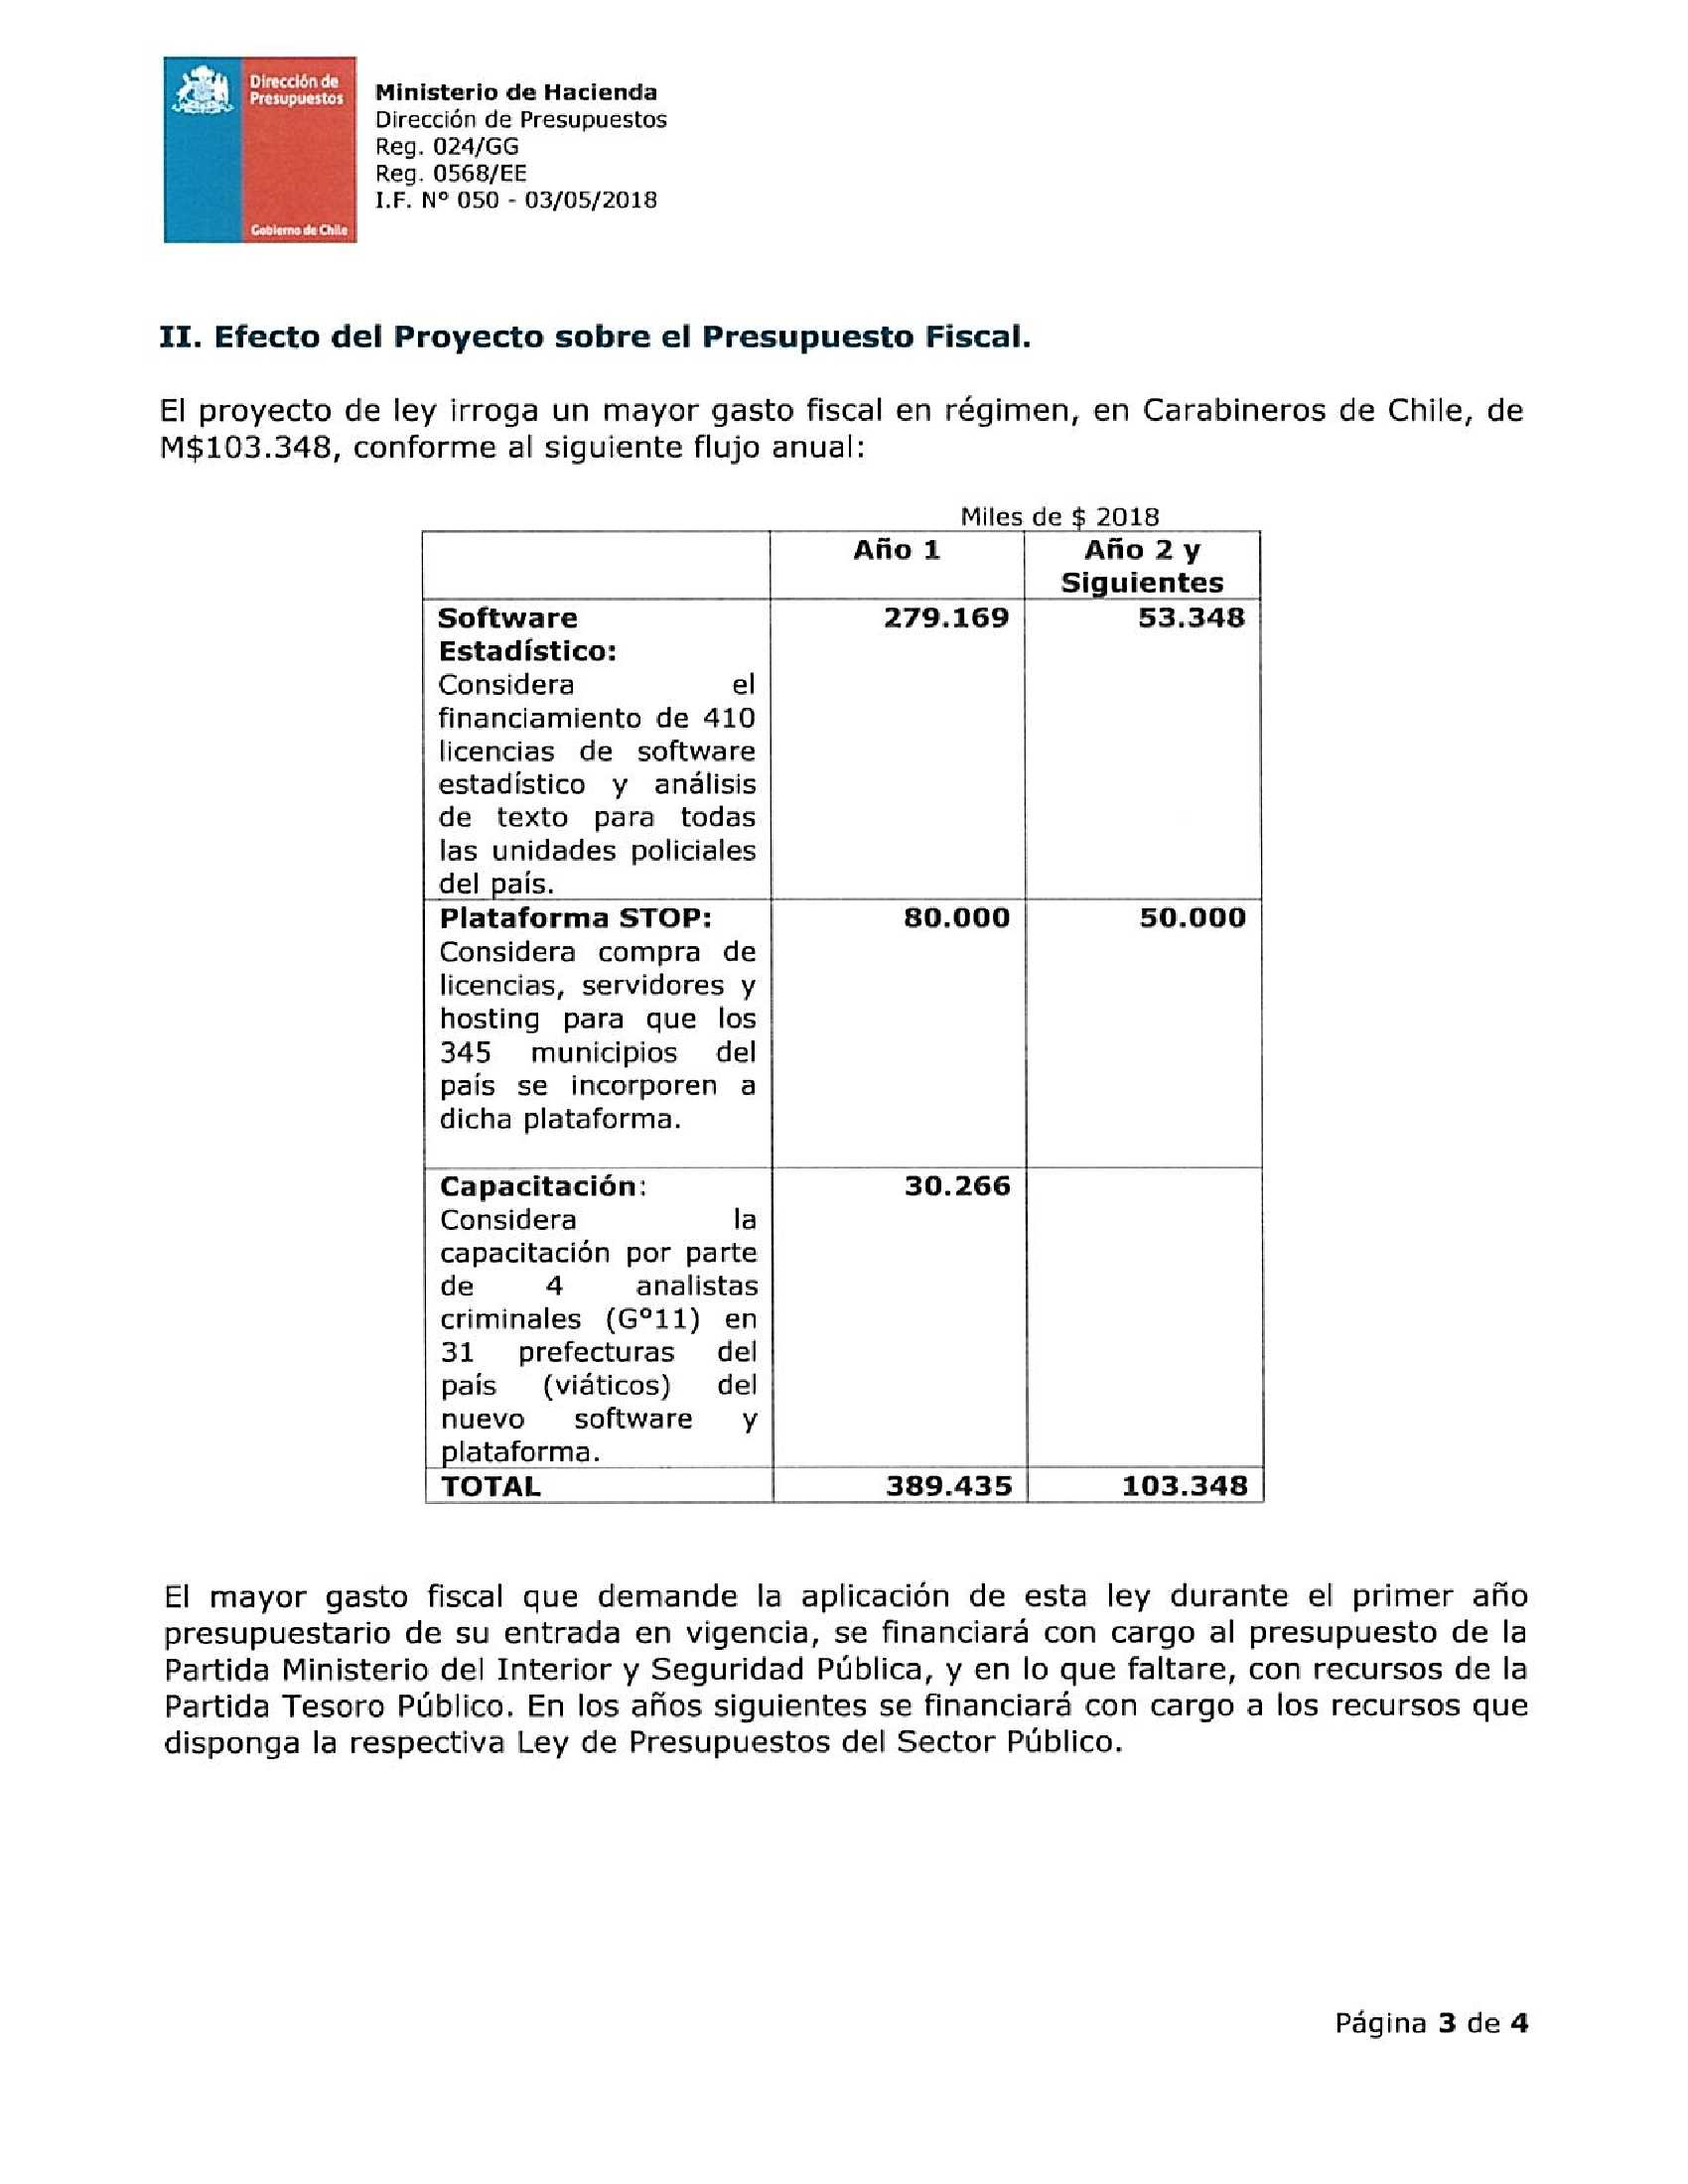 Dirección de
Presupuestos
Gobierno de Chile
Ministerio de Hacienda
Dirección de Presupuestos
Reg. 024/GG
Reg. 0568/EE
I.F. Nº 050 - 03/05/2018
II. Efecto del Proyecto sobre el Presupuesto Fiscal.
El proyecto de ley irroga un mayor gasto fiscal en régimen, en Carabineros de Chile, de
M$103.348, conforme al siguiente flujo anual:
Miles de $ 2018
Año 1
Año 2 y
Siguientes
Software
Estadístico:
Considera el
financiamiento de 410
licencias de software
estadístico y análisis
de texto para todas
las unidades policiales
del país.
279.169
53.348
Plataforma STOP:
Considera compra de
licencias, servidores y
hosting para que los
345 municipios del
país se incorporen a
dicha plataforma.
80.000
50.000
Capacitación:
Considera la
capacitación por parte
de 4 analistas
criminales (Gº11) en
31 prefecturas del
país (viáticos) del
nuevo software y
plataforma.
30.266
TOTAL
389.435
103.348
El mayor gasto fiscal que demande la aplicación de esta ley durante el primer año
presupuestario de su entrada en vigencia, se financiará con cargo al presupuesto de la
Partida Ministerio del Interior y Seguridad Pública, y en lo que faltare, con recursos de la
Partida Tesoro Público. En los años siguientes se financiará con cargo a los recursos que
disponga la respectiva Ley de Presupuestos del Sector Público.
Página 3 de 4